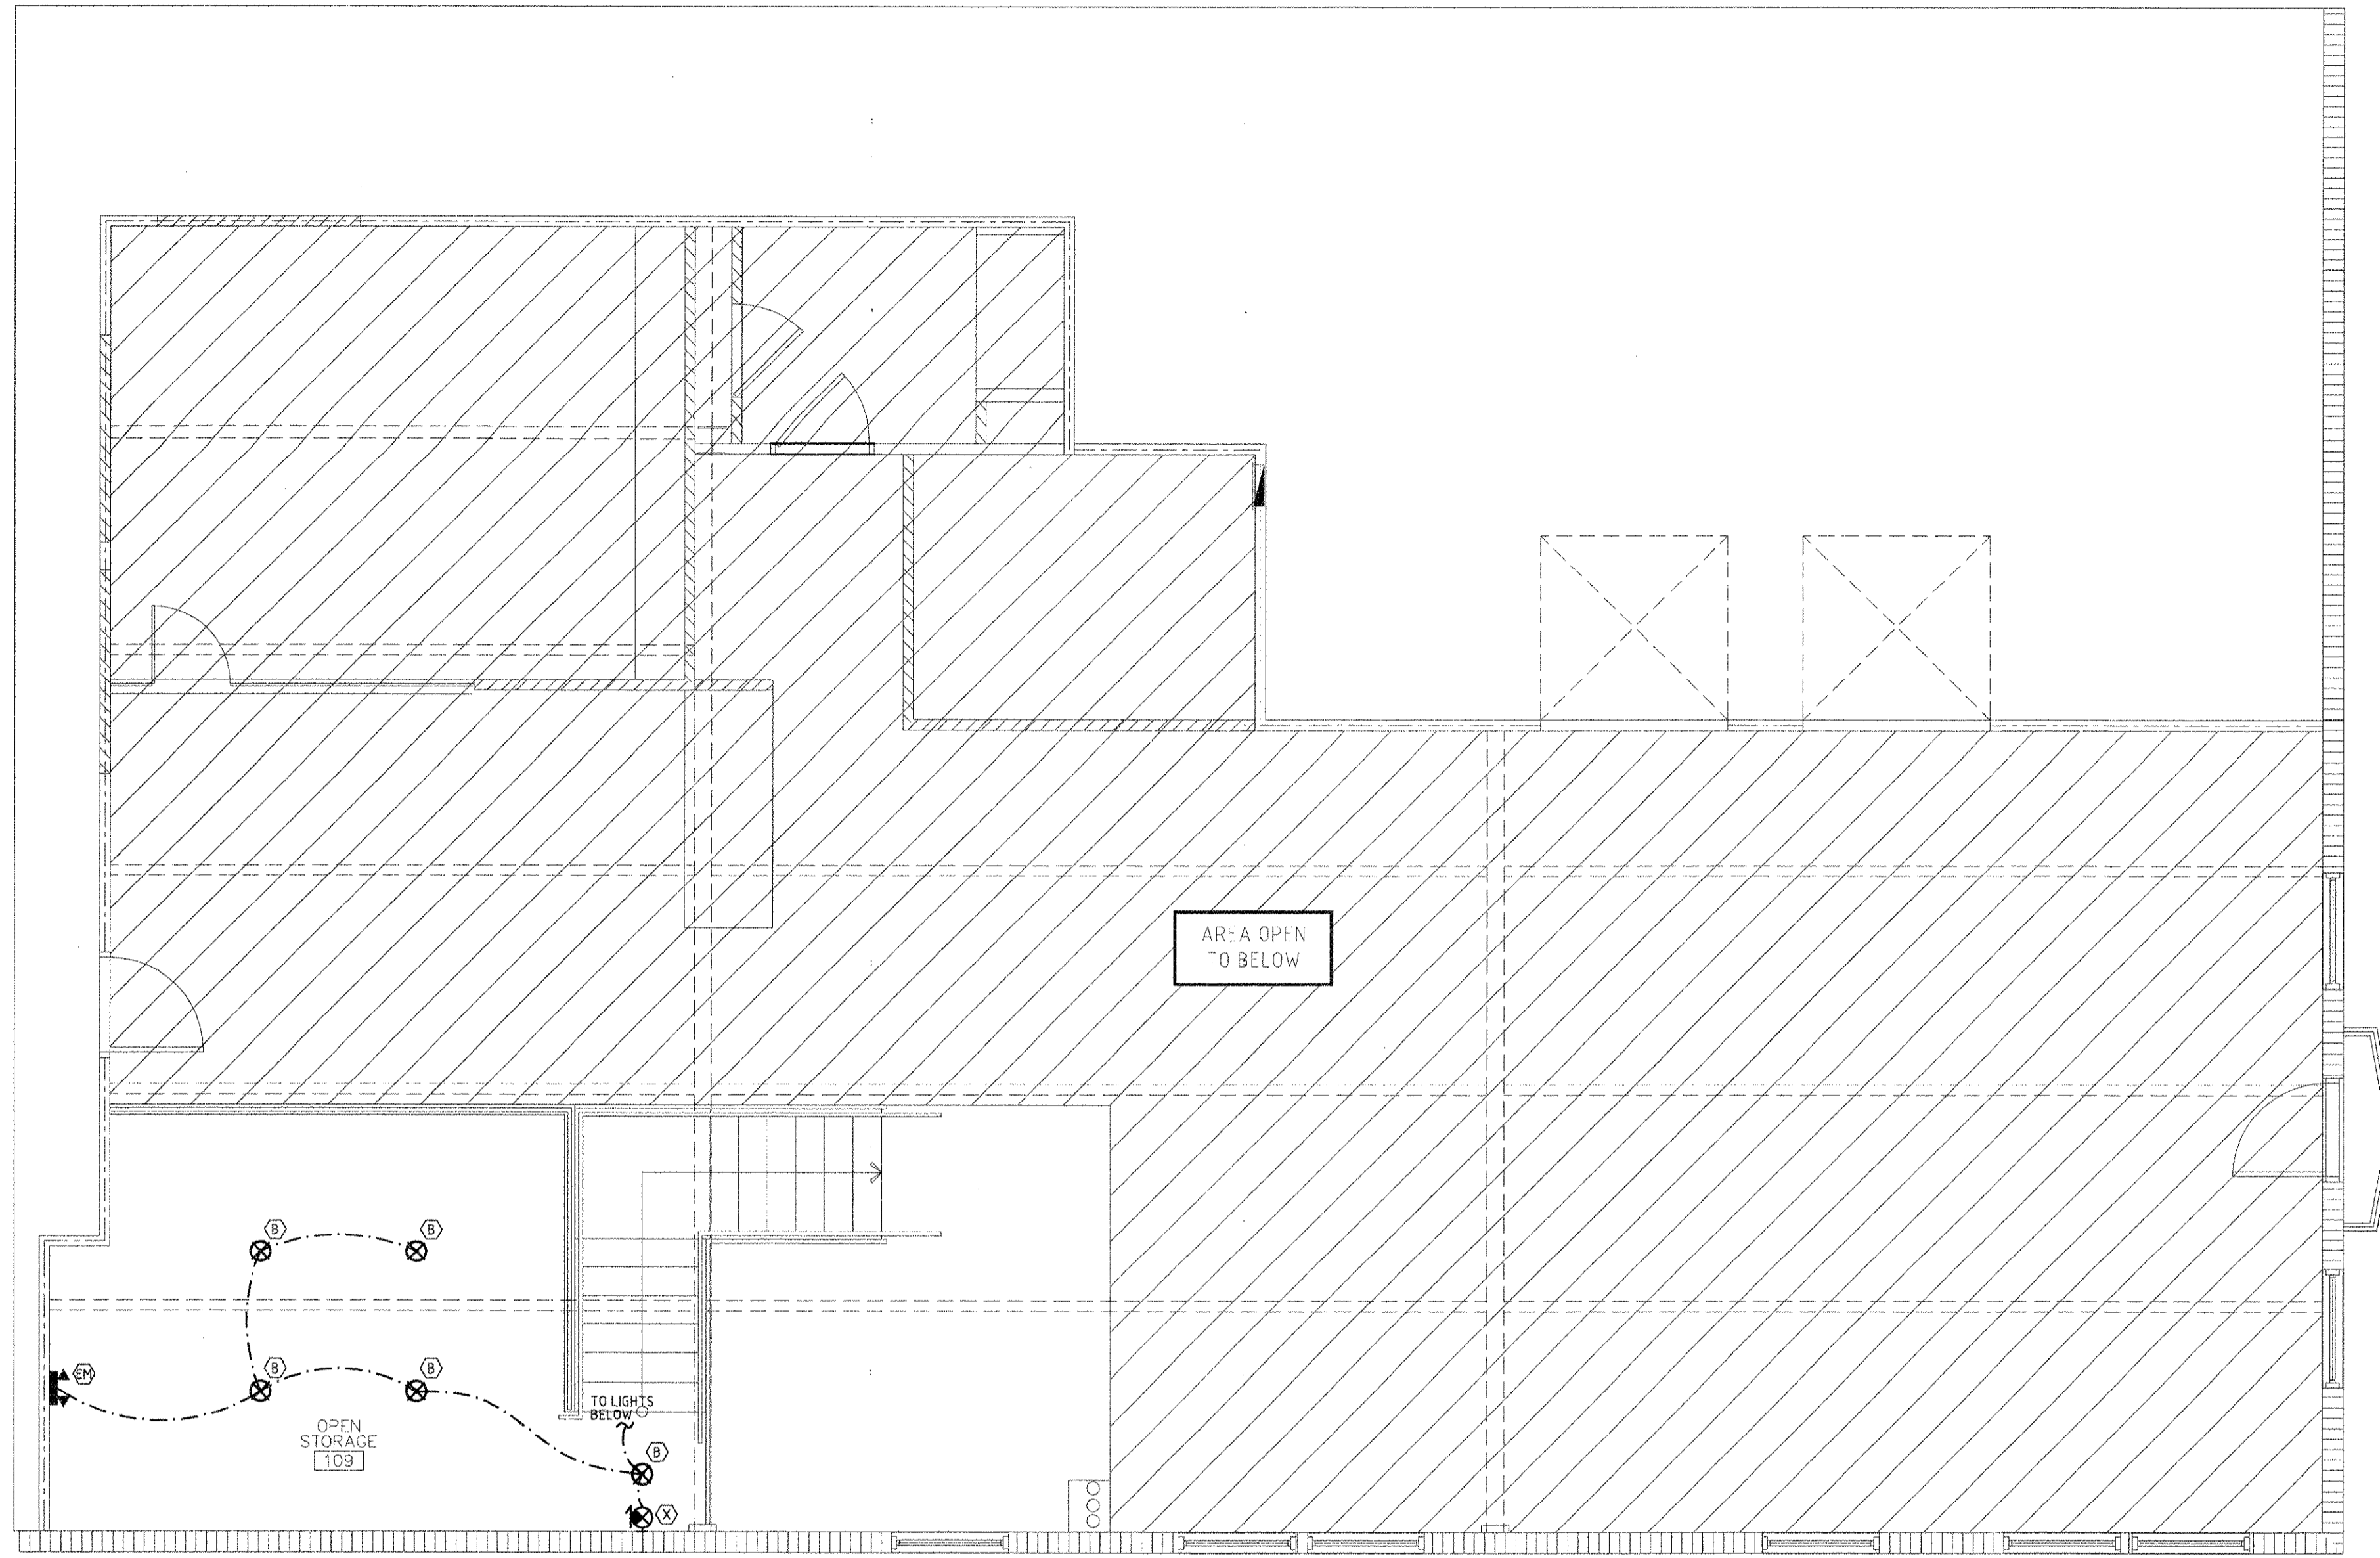 AREA OPEN
TO BELOW
B
B
EM
B
B
TO LIGHTS
BELOW
OPEN
STORAGE
109
B
X